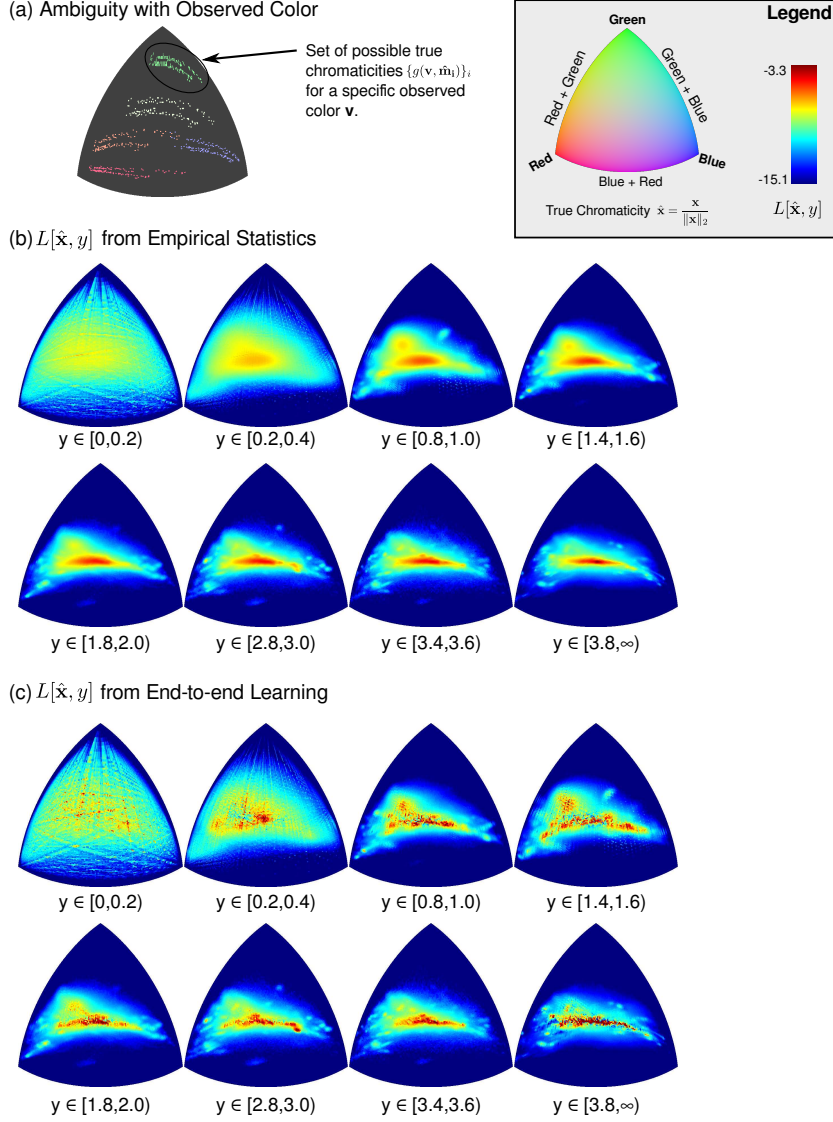 (a) Ambiguity with Observed Color
Set of possible true
chromaticities {g(v, m̂ᵢ)}ᵢ
for a specific observed
color v.
Legend
Green
Red + Green
Green + Blue
Red
Blue
Blue + Red
True Chromaticity x̂ = x / ‖x‖₂
-3.3
-15.1
L[x̂, y]
(b) L[x̂, y] from Empirical Statistics
y ∈ [0,0.2)
y ∈ [0.2,0.4)
y ∈ [0.8,1.0)
y ∈ [1.4,1.6)
y ∈ [1.8,2.0)
y ∈ [2.8,3.0)
y ∈ [3.4,3.6)
y ∈ [3.8,∞)
(c) L[x̂, y] from End-to-end Learning
y ∈ [0,0.2)
y ∈ [0.2,0.4)
y ∈ [0.8,1.0)
y ∈ [1.4,1.6)
y ∈ [1.8,2.0)
y ∈ [2.8,3.0)
y ∈ [3.4,3.6)
y ∈ [3.8,∞)